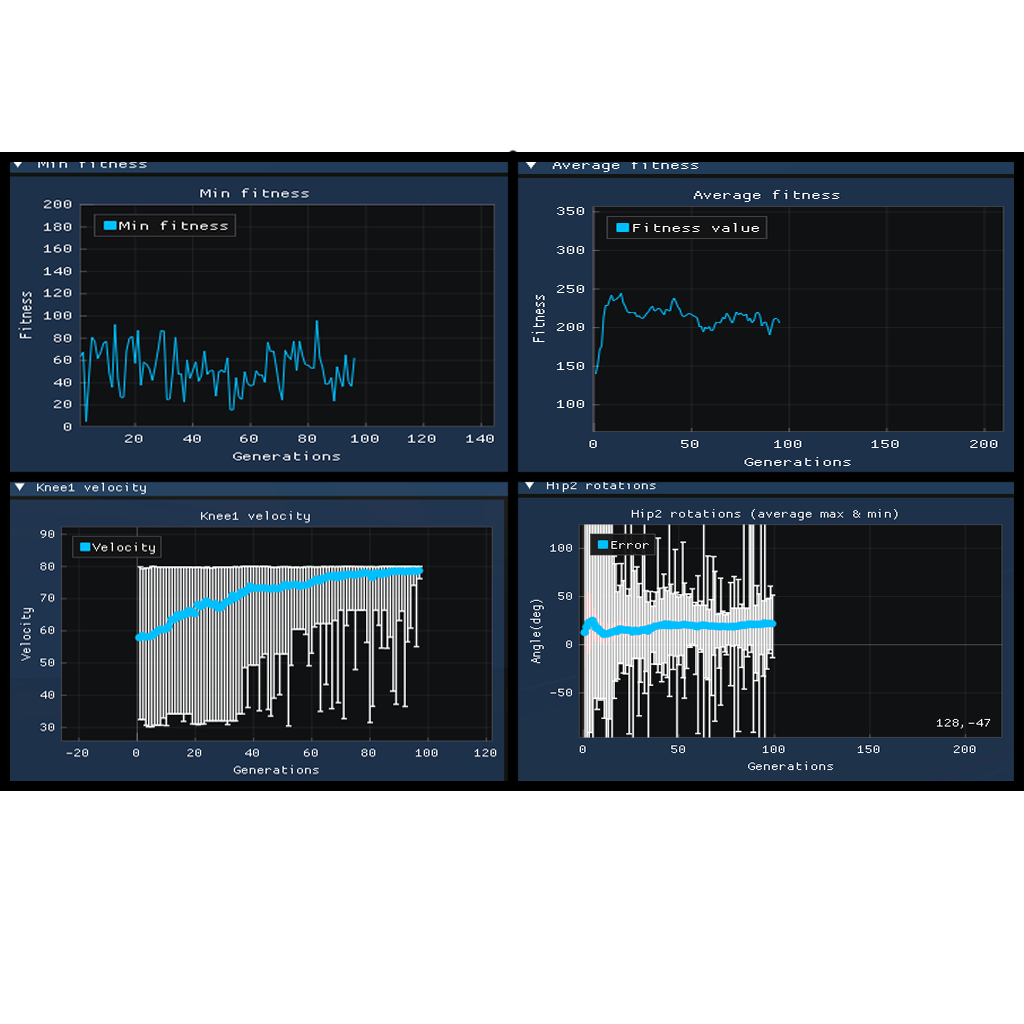 Min fitness
Min fitness
Min fitness
200
180
160
140
120
100
80
60
40
20
0
Fitness
20 40 60 80 100 120 140
Generations
Average fitness
Average fitness
Fitness value
350
300
250
200
150
100
Fitness
0 50 100 150 200
Generations
Knee1 velocity
Knee1 velocity
Velocity
90
80
70
60
50
40
30
Velocity
-20 0 20 40 60 80 100 120
Generations
Hip2 rotations
Hip2 rotations (average max & min)
Error
100
50
0
-50
Angle(deg)
128,-47
0 50 100 150 200
Generations